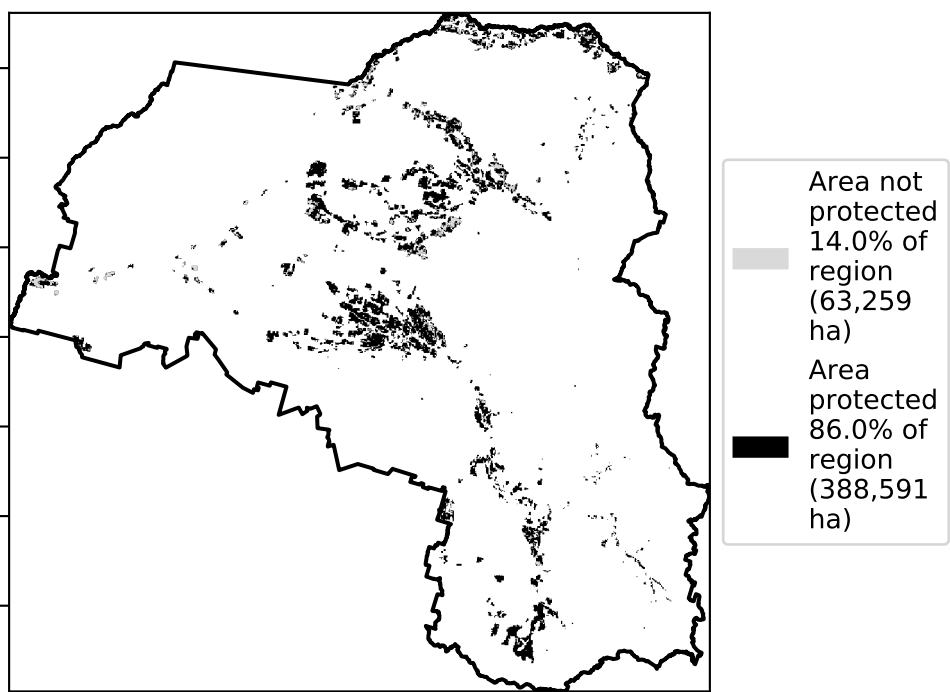 Area not
protected
14.0% of
region
(63,259
ha)
Area
protected
86.0% of
region
(388,591
ha)